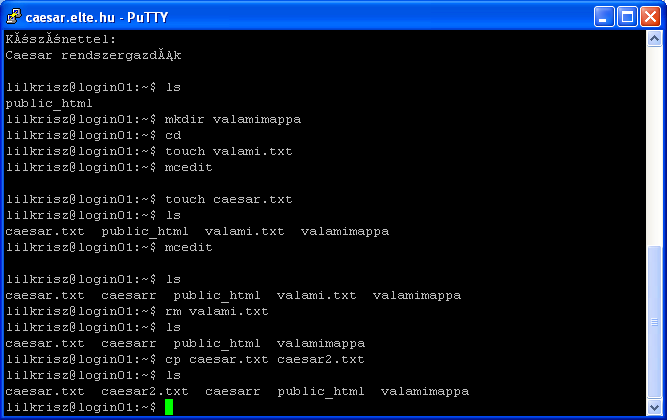 caesar.elte.hu - PuTTY
KĂśszĂśnettel:
Caesar rendszergazdĂĄk
lilkrisz@login01:~$ ls
public_html
lilkrisz@login01:~$ mkdir valamimappa
lilkrisz@login01:~$ cd
lilkrisz@login01:~$ touch valami.txt
lilkrisz@login01:~$ mcedit
lilkrisz@login01:~$ touch caesar.txt
lilkrisz@login01:~$ ls
caesar.txt  public_html  valami.txt  valamimappa
lilkrisz@login01:~$ mcedit
lilkrisz@login01:~$ ls
caesar.txt  caesarr  public_html  valami.txt  valamimappa
lilkrisz@login01:~$ rm valami.txt
lilkrisz@login01:~$ ls
caesar.txt  caesarr  public_html  valamimappa
lilkrisz@login01:~$ cp caesar.txt caesar2.txt
lilkrisz@login01:~$ ls
caesar.txt  caesar2.txt  caesarr  public_html  valamimappa
lilkrisz@login01:~$